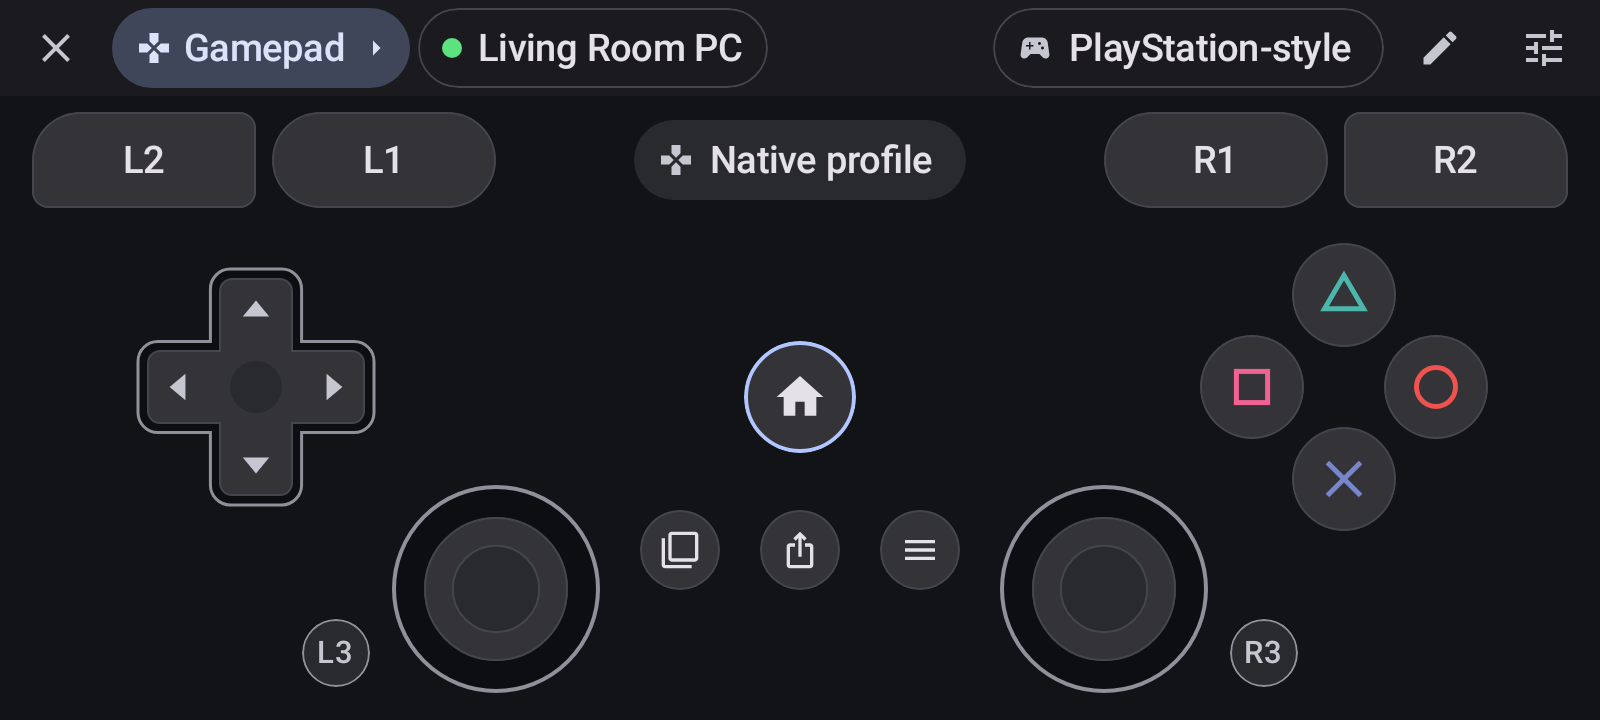 Gamepad
Living Room PC
PlayStation-style
L2
L1
Native profile
R1
R2
L3
R3